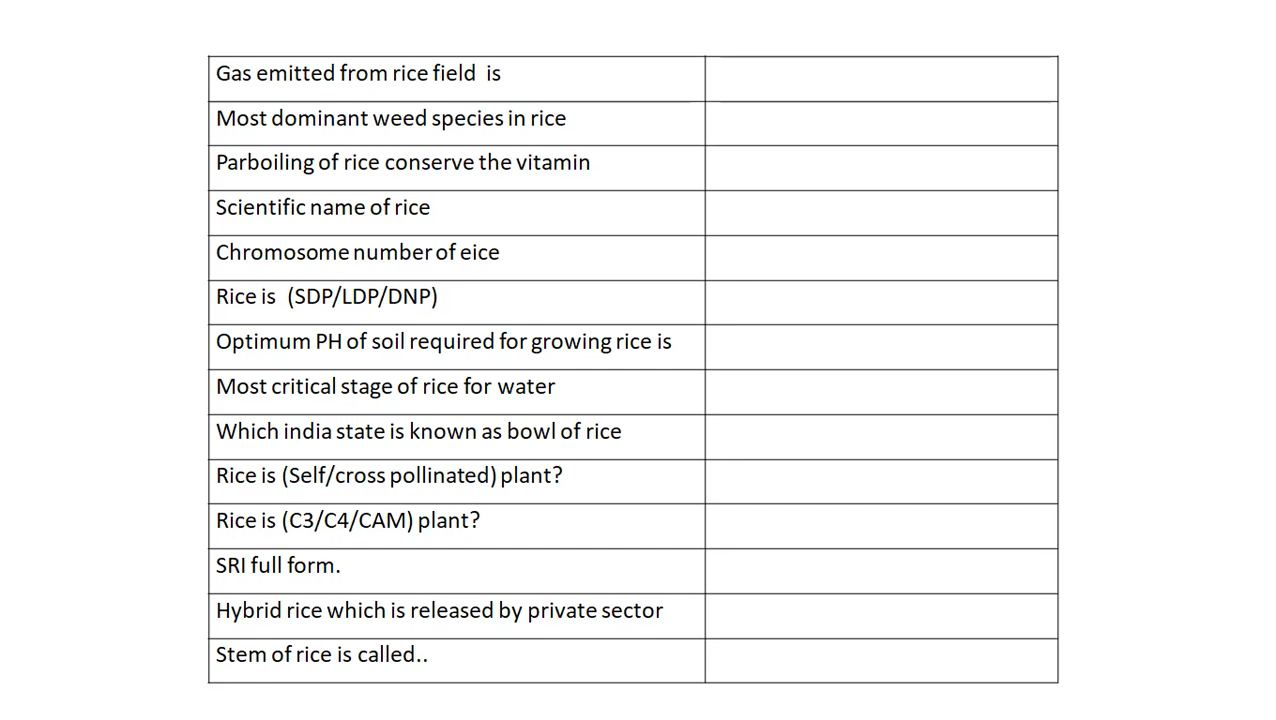 Gas emitted from rice field  is
Most dominant weed species in rice
Parboiling of rice conserve the vitamin
Scientific name of rice
Chromosome number of eice
Rice is  (SDP/LDP/DNP)
Optimum PH of soil required for growing rice is
Most critical stage of rice for water
Which india state is known as bowl of rice
Rice is (Self/cross pollinated) plant?
Rice is (C3/C4/CAM) plant?
SRI full form.
Hybrid rice which is released by private sector
Stem of rice is called..